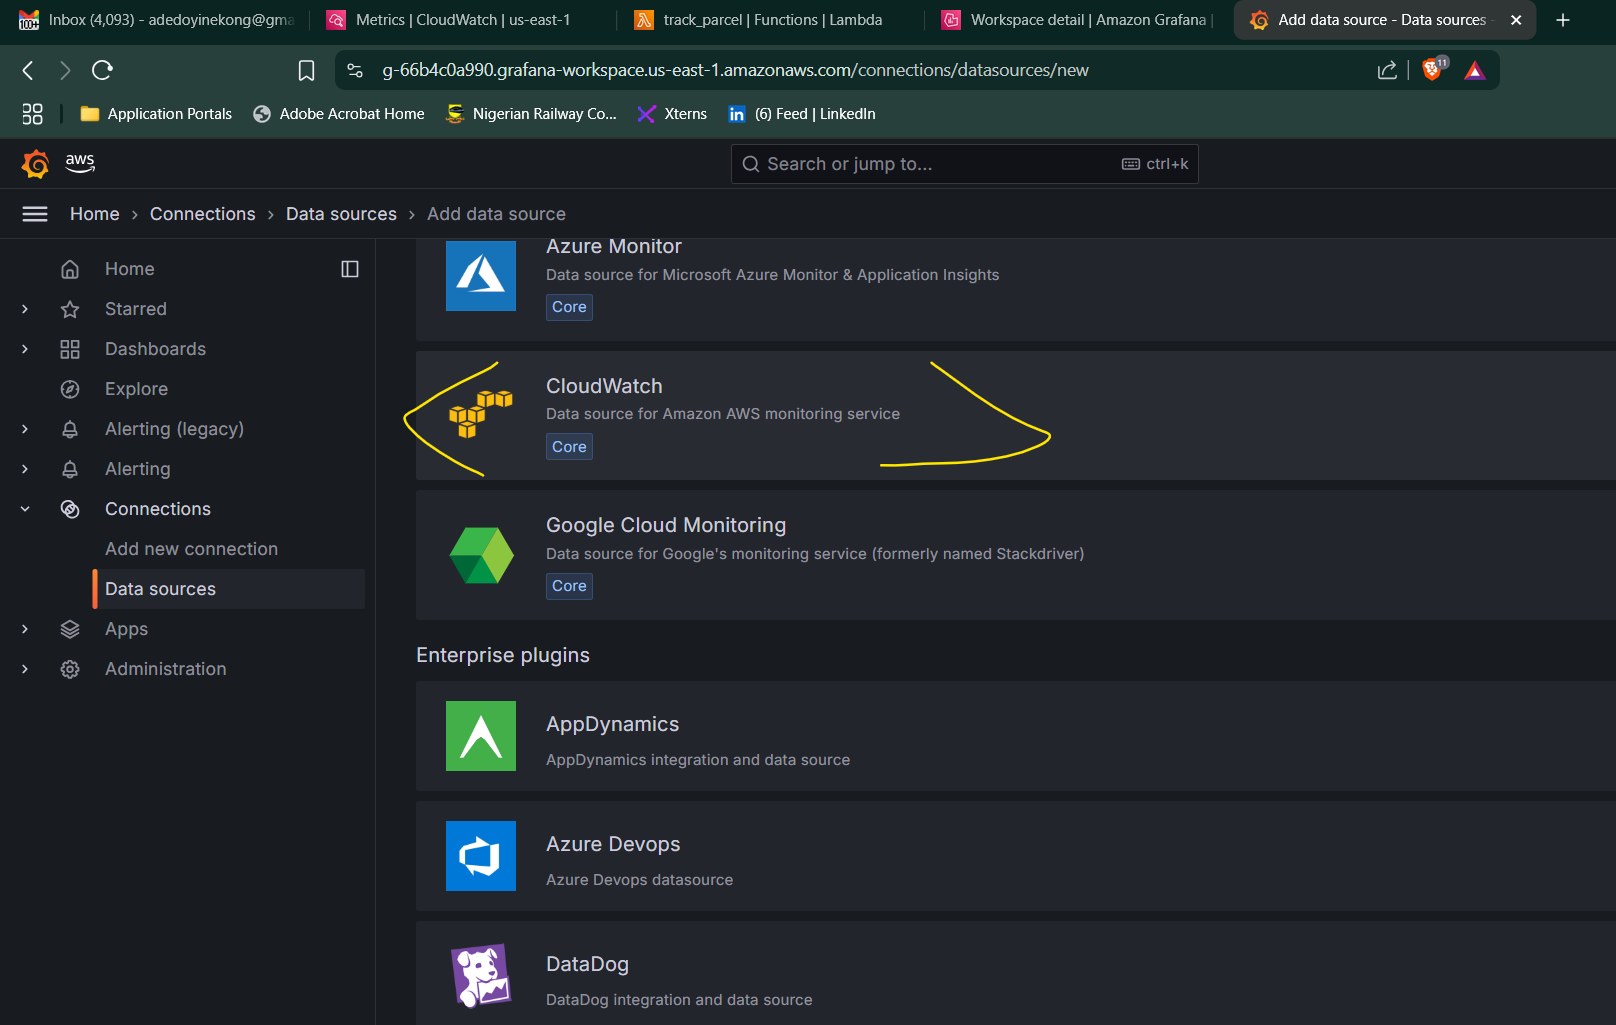 Inbox (4,093) - adedoyinekong@gma
Metrics | CloudWatch | us-east-1
track_parcel | Functions | Lambda
Workspace detail | Amazon Grafana |
Add data source - Data sources -
g-66b4c0a990.grafana-workspace.us-east-1.amazonaws.com/connections/datasources/new
11
Application Portals
Adobe Acrobat Home
Nigerian Railway Co...
Xterns
(6) Feed | LinkedIn
aws
Search or jump to...
ctrl+k
Home › Connections › Data sources › Add data source
Home
Starred
Dashboards
Explore
Alerting (legacy)
Alerting
Connections
Add new connection
Data sources
Apps
Administration
Azure Monitor
Data source for Microsoft Azure Monitor & Application Insights
Core
CloudWatch
Data source for Amazon AWS monitoring service
Core
Google Cloud Monitoring
Data source for Google's monitoring service (formerly named Stackdriver)
Core
Enterprise plugins
AppDynamics
AppDynamics integration and data source
Azure Devops
Azure Devops datasource
DataDog
DataDog integration and data source